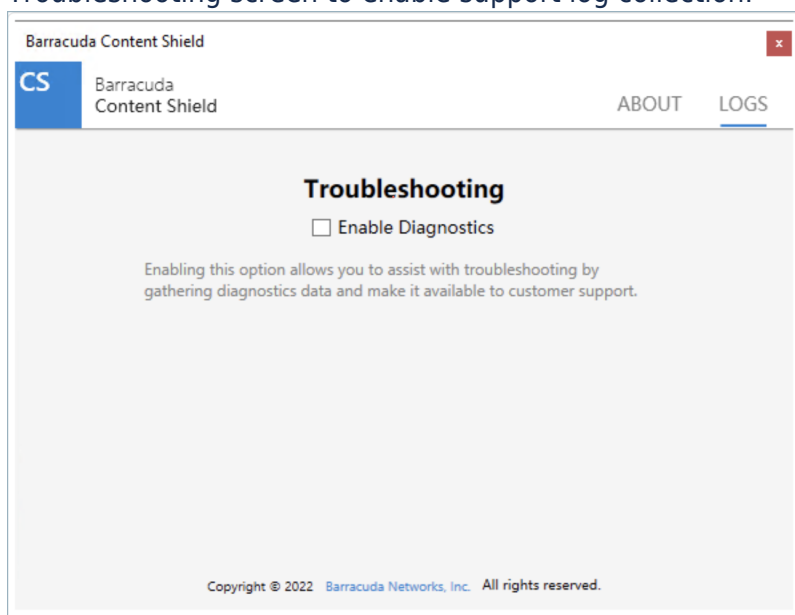 Troubleshooting screen to enable support log collection.
Barracuda Content Shield
x
CS
Barracuda
Content Shield
ABOUT LOGS
Troubleshooting
Enable Diagnostics
Enabling this option allows you to assist with troubleshooting by
gathering diagnostics data and make it available to customer support.
Copyright © 2022 Barracuda Networks, Inc. All rights reserved.